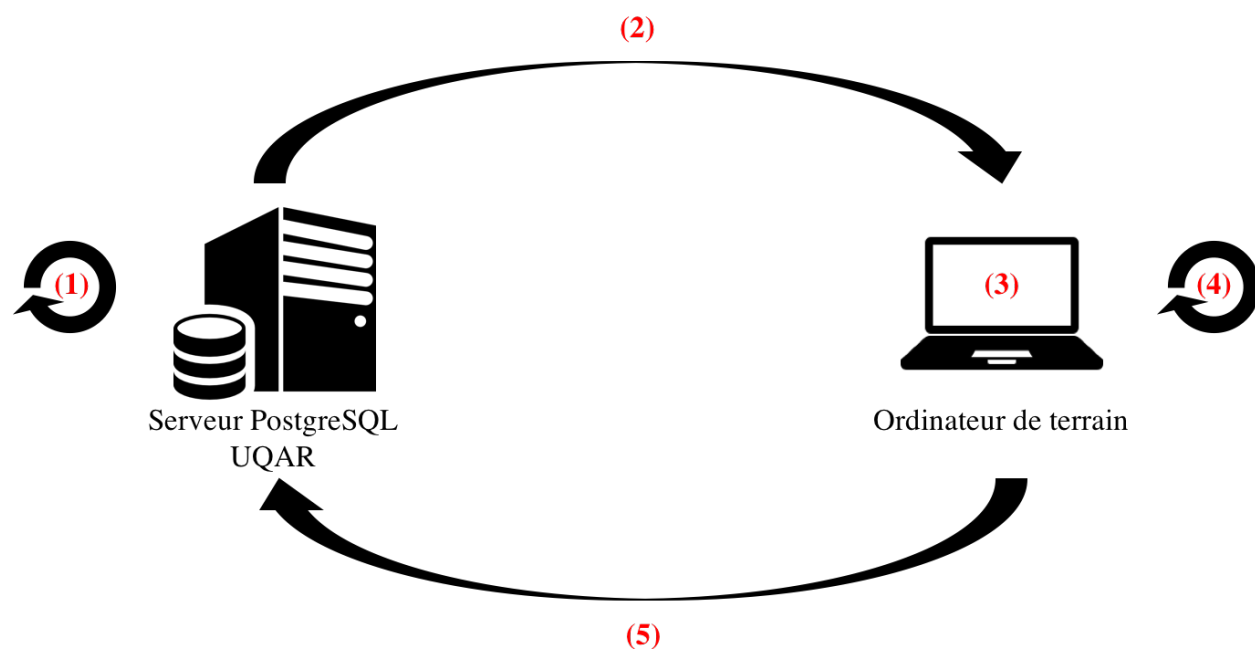 (2)
(1)
(3)
(4)
Serveur PostgreSQL
UQAR
Ordinateur de terrain
(5)